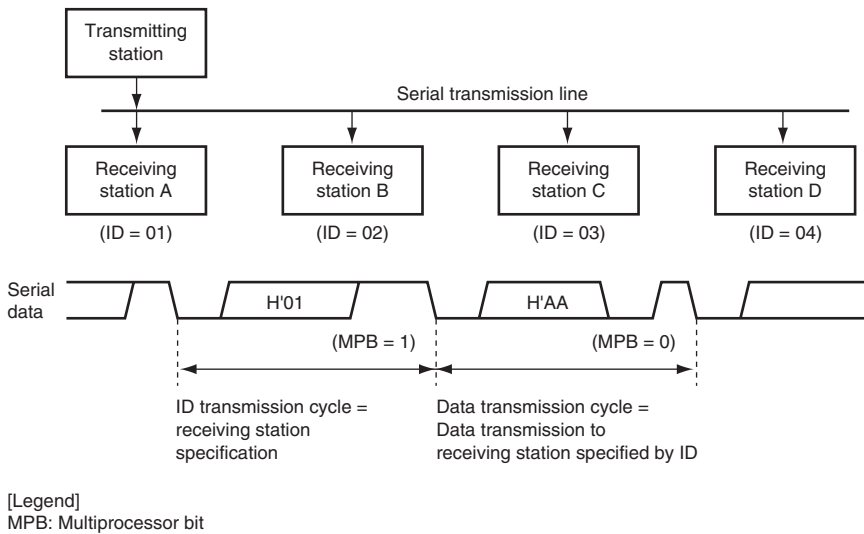 Transmitting
station
Serial transmission line
Receiving
station A
Receiving
station B
Receiving
station C
Receiving
station D
(ID = 01)
(ID = 02)
(ID = 03)
(ID = 04)
Serial
data
H'01
H'AA
(MPB = 1)
(MPB = 0)
ID transmission cycle =
receiving station
specification
Data transmission cycle =
Data transmission to
receiving station specified by ID
[Legend]
MPB: Multiprocessor bit